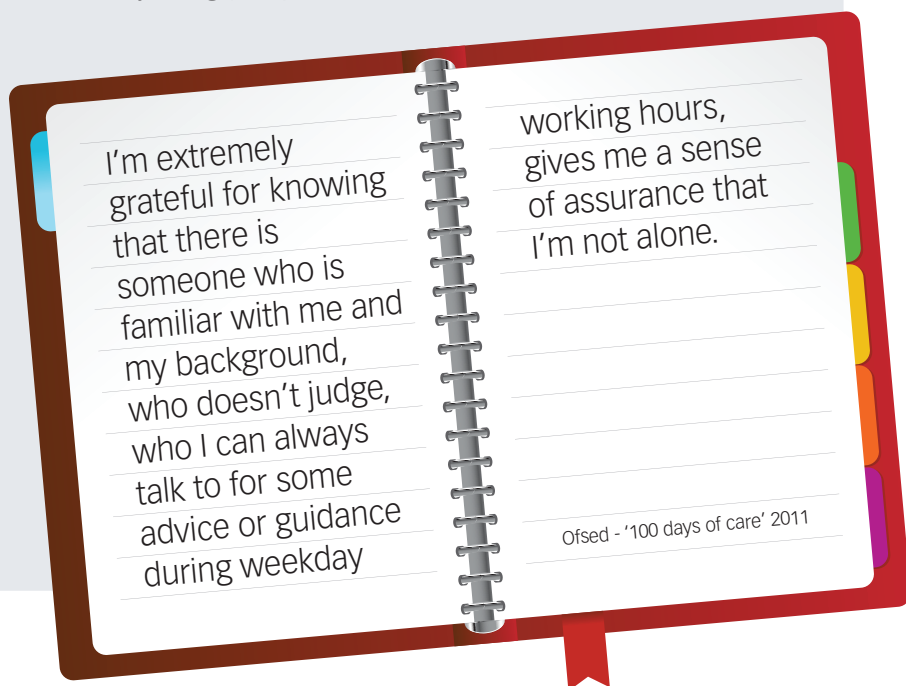 I'm extremely
grateful for knowing
that there is
someone who is
familiar with me and
my background,
who doesn't judge,
who I can always
talk to for some
advice or guidance
during weekday
working hours,
gives me a sense
of assurance that
I'm not alone.
Ofsed - '100 days of care' 2011